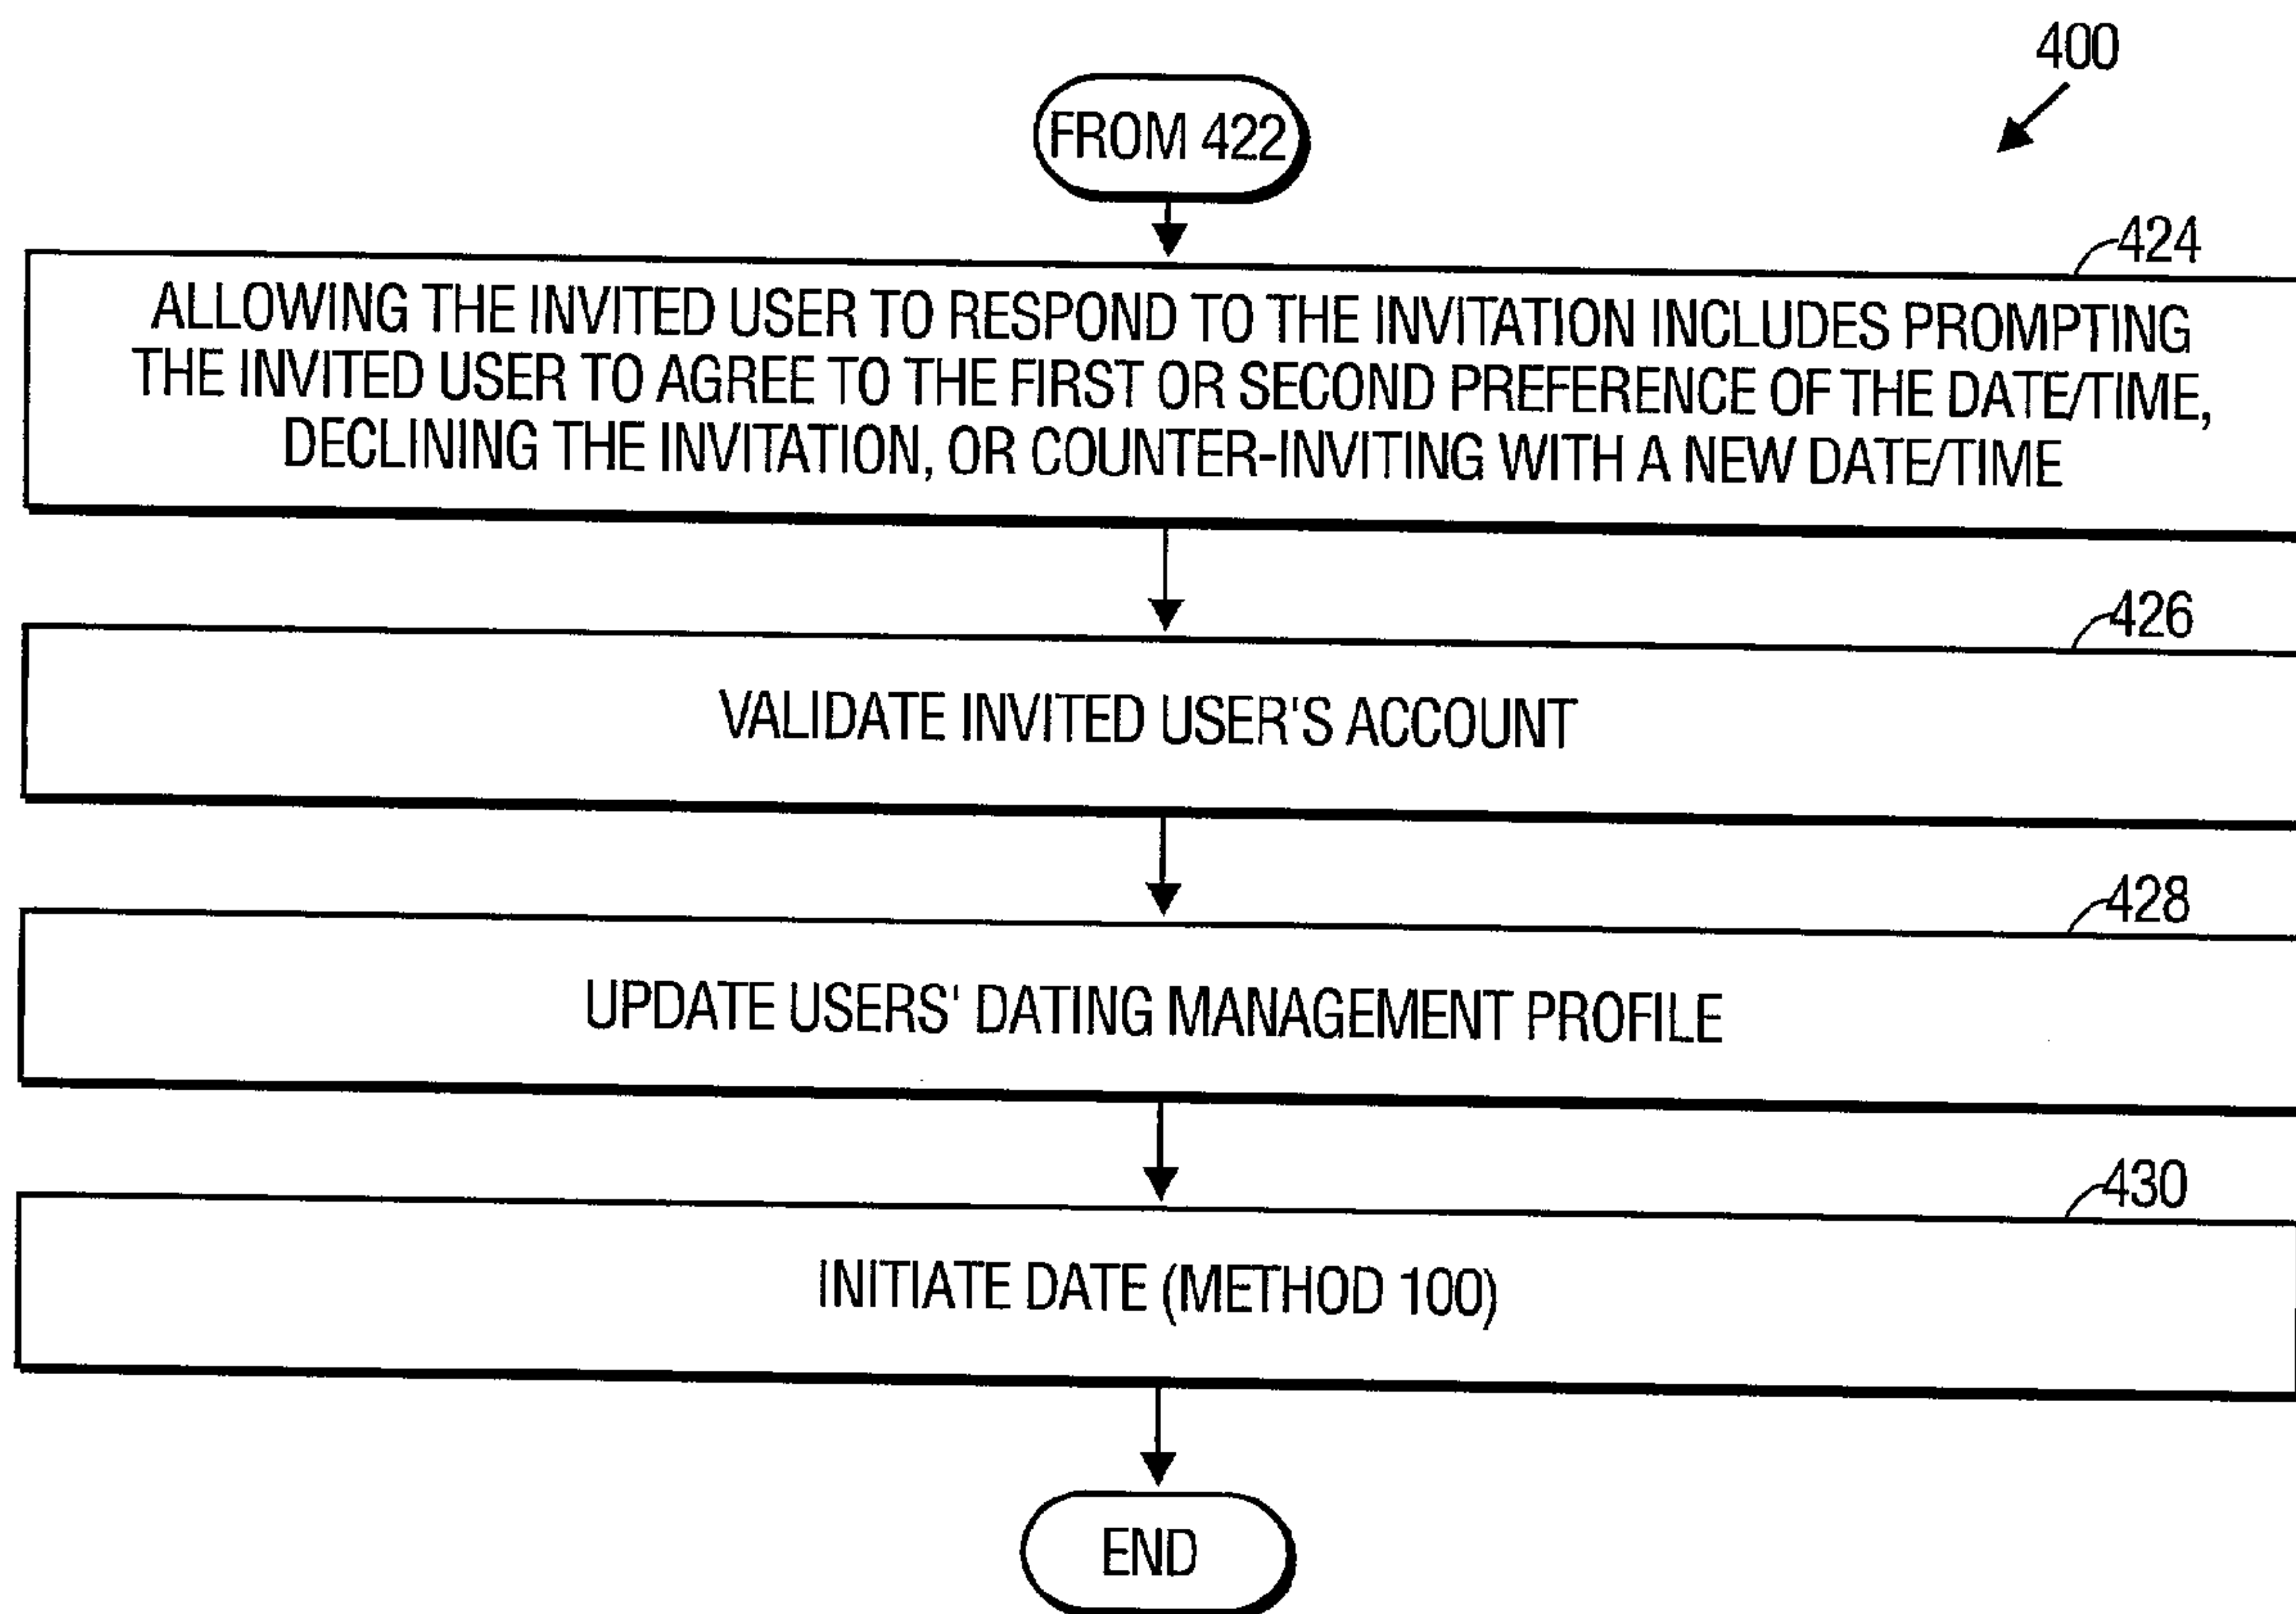 400
FROM 422
424
ALLOWING THE INVITED USER TO RESPOND TO THE INVITATION INCLUDES PROMPTING
THE INVITED USER TO AGREE TO THE FIRST OR SECOND PREFERENCE OF THE DATE/TIME,
DECLINING THE INVITATION, OR COUNTER-INVITING WITH A NEW DATE/TIME
426
VALIDATE INVITED USER'S ACCOUNT
428
UPDATE USERS' DATING MANAGEMENT PROFILE
430
INITIATE DATE (METHOD 100)
END